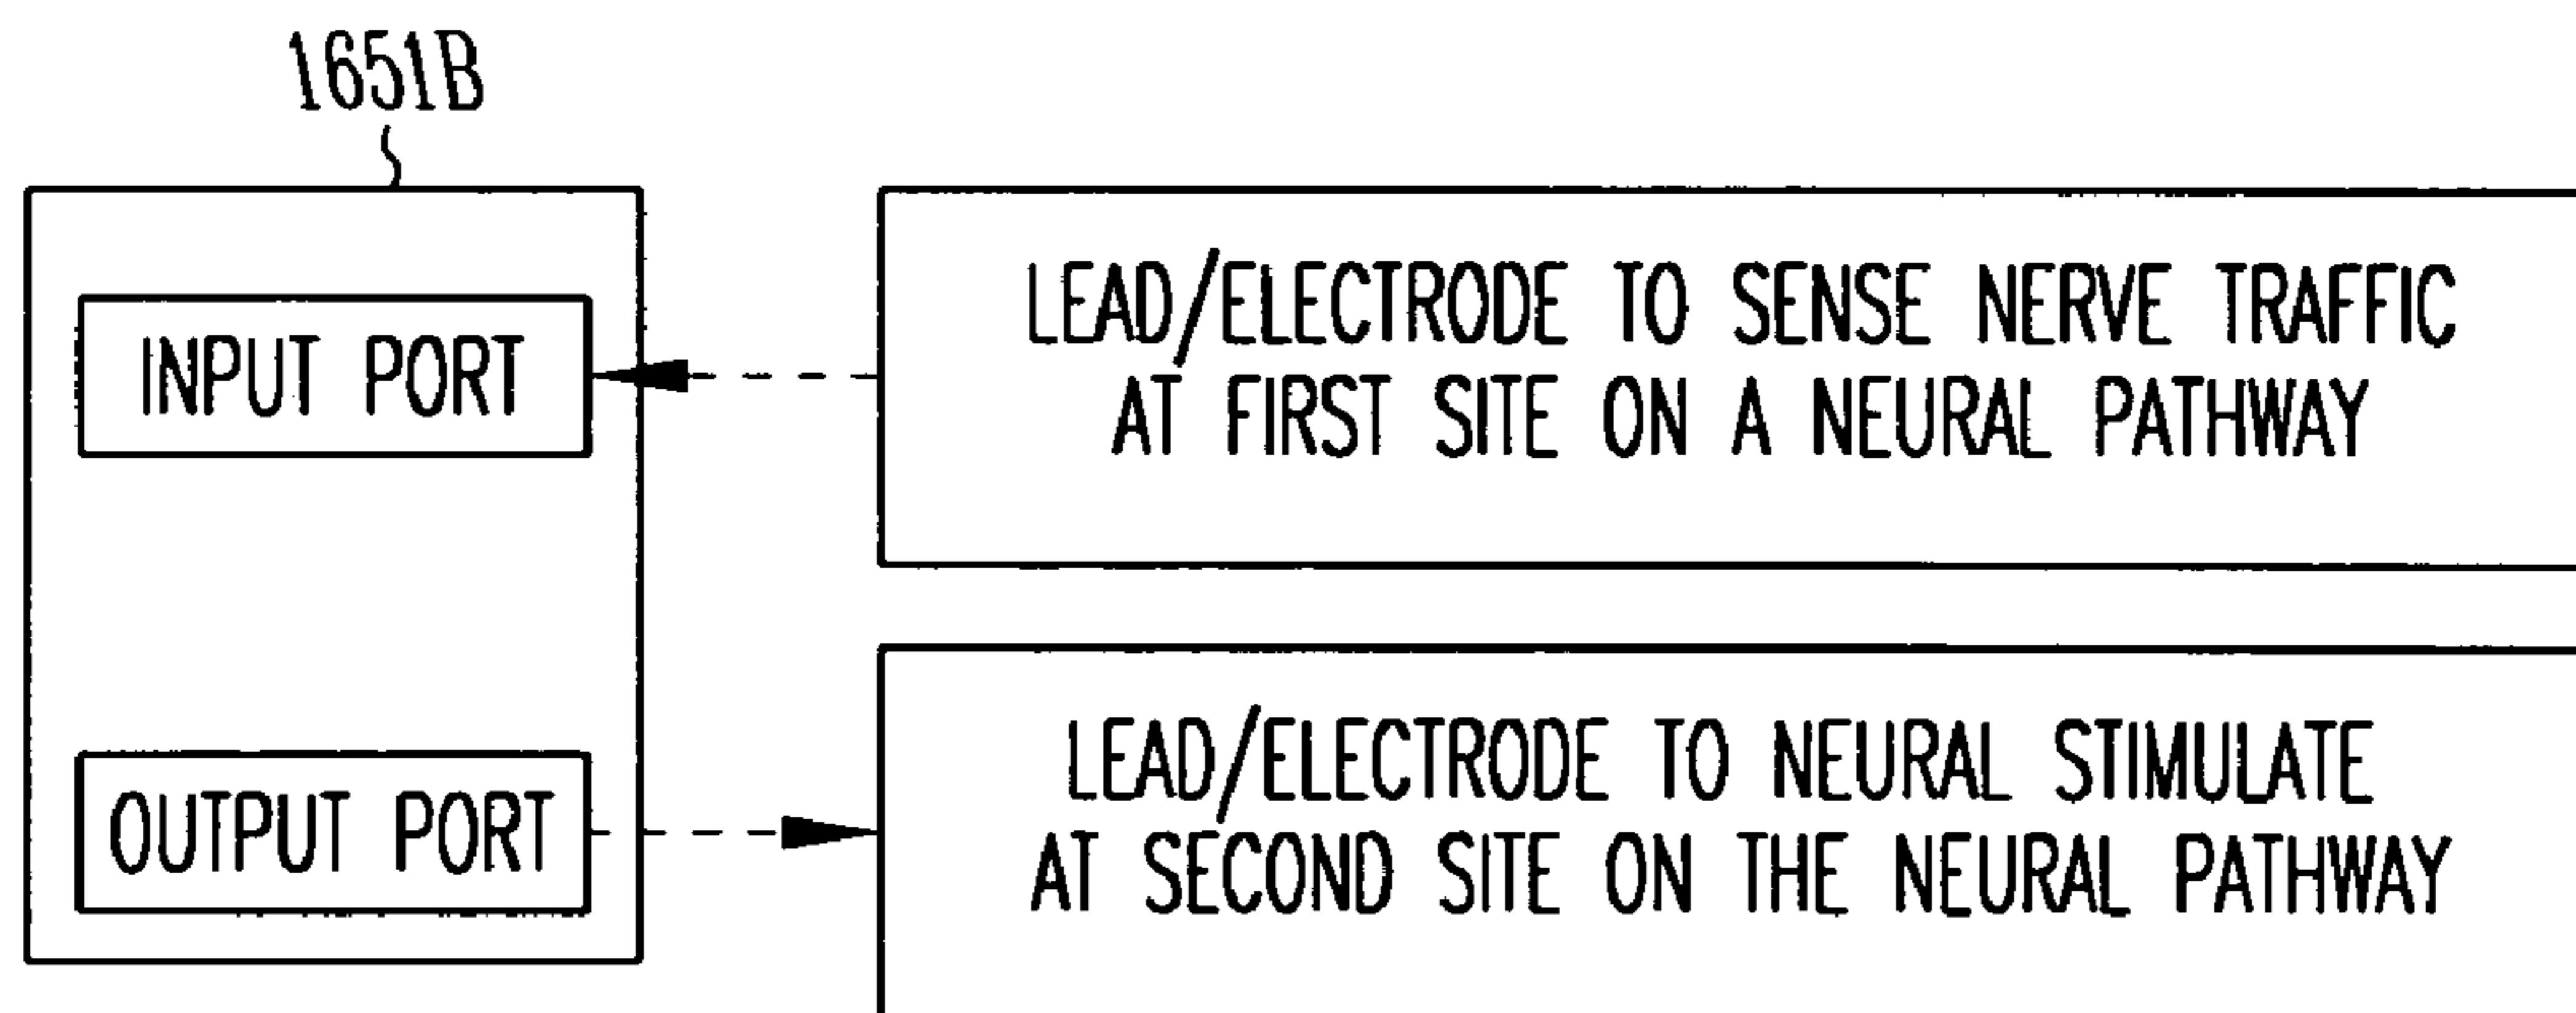 1651B
INPUT PORT
LEAD/ELECTRODE TO SENSE NERVE TRAFFIC
AT FIRST SITE ON A NEURAL PATHWAY
OUTPUT PORT
LEAD/ELECTRODE TO NEURAL STIMULATE
AT SECOND SITE ON THE NEURAL PATHWAY